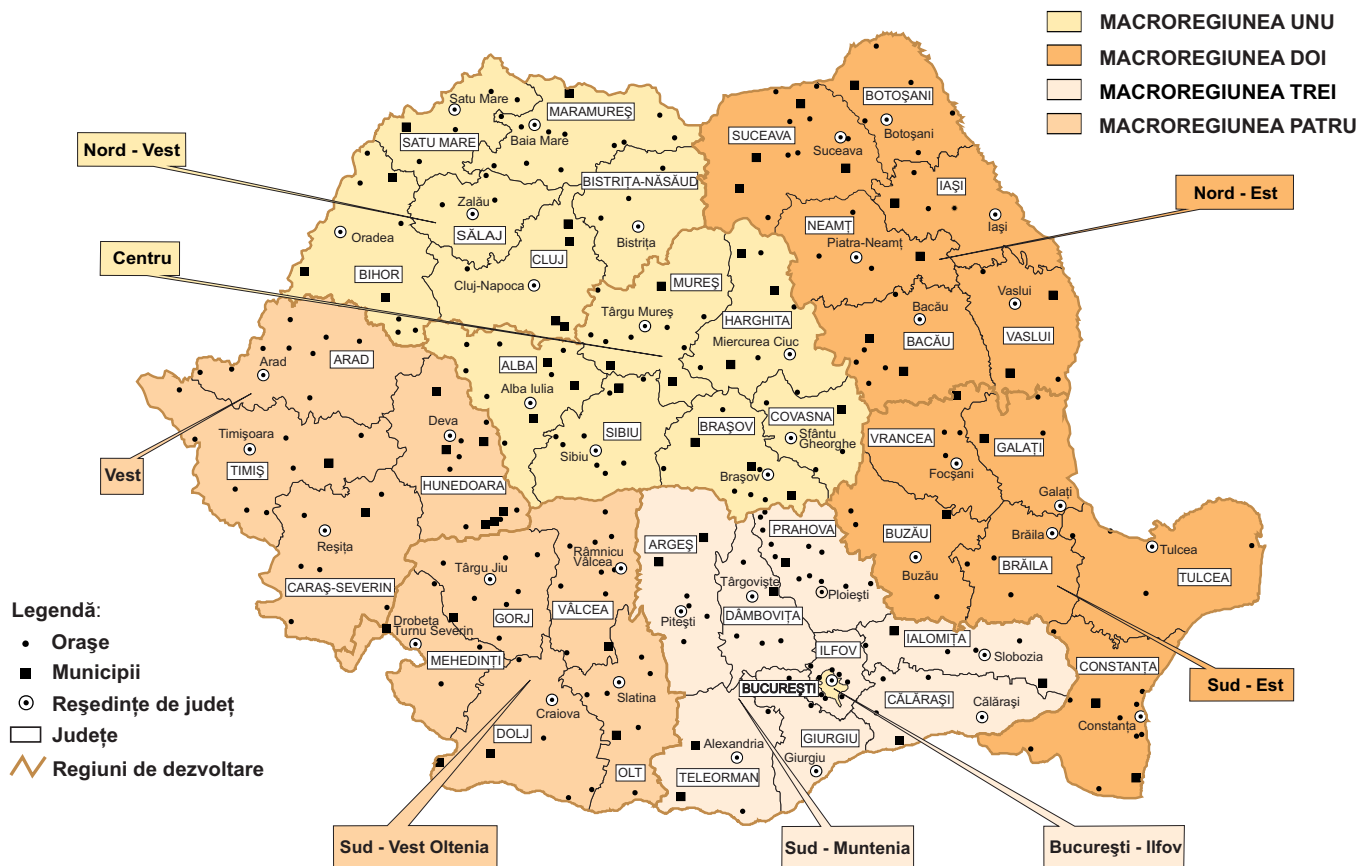 MACROREGIUNEA UNU
MACROREGIUNEA DOI
MACROREGIUNEA TREI
MACROREGIUNEA PATRU
Nord - Vest
Centru
Vest
Nord - Est
Sud - Est
Sud - Vest Oltenia
Sud - Muntenia
Bucureşti - Ilfov
Satu Mare
SATU MARE
MARAMUREŞ
Baia Mare
BISTRIŢA-NĂSĂUD
Bistriţa
Zalău
SĂLAJ
Oradea
BIHOR
CLUJ
Cluj-Napoca
SUCEAVA
Suceava
BOTOŞANI
Botoşani
IAŞI
Iaşi
NEAMŢ
Piatra-Neamţ
Bacău
BACĂU
Vaslui
VASLUI
MUREŞ
Târgu Mureş
HARGHITA
Miercurea Ciuc
ALBA
Alba Iulia
SIBIU
Sibiu
BRAŞOV
Braşov
COVASNA
Sfântu
Gheorghe
ARAD
Arad
Timişoara
TIMIŞ
Deva
HUNEDOARA
Reşiţa
CARAŞ-SEVERIN
VRANCEA
Focşani
GALAŢI
Galaţi
BUZĂU
Buzău
Brăila
BRĂILA
Tulcea
TULCEA
CONSTANŢA
Constanţa
Râmnicu
Vâlcea
VÂLCEA
Târgu Jiu
GORJ
Drobeta
Turnu Severin
MEHEDINŢI
Craiova
DOLJ
Slatina
OLT
ARGEŞ
Piteşti
PRAHOVA
Ploieşti
Târgovişte
DÂMBOVIŢA
ILFOV
BUCUREŞTI
IALOMIŢA
Slobozia
CĂLĂRAŞI
Călăraşi
GIURGIU
Giurgiu
Alexandria
TELEORMAN
Legendă:
Oraşe
Municipii
Reşedinţe de judeţ
Judeţe
Regiuni de dezvoltare